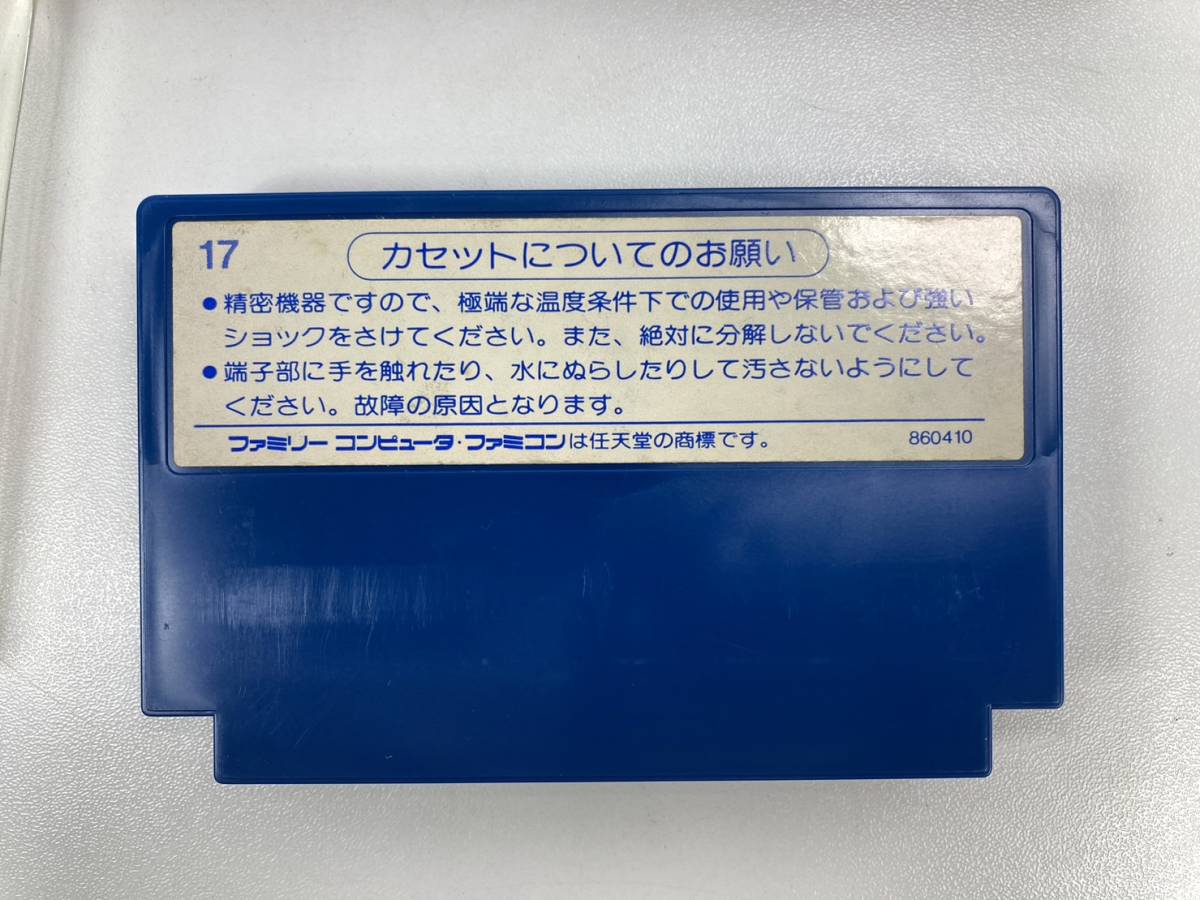 17 カセットについてのお願い
●精密機器ですので、極端な温度条件下での使用や保管および強い
ショックをさけてください。また、絶対に分解しないでください。
●端子部に手を触れたり、水にぬらしたりして汚さないようにして
ください。故障の原因となります。
ファミリー コンピュータ・ファミコンは任天堂の商標です。 860410